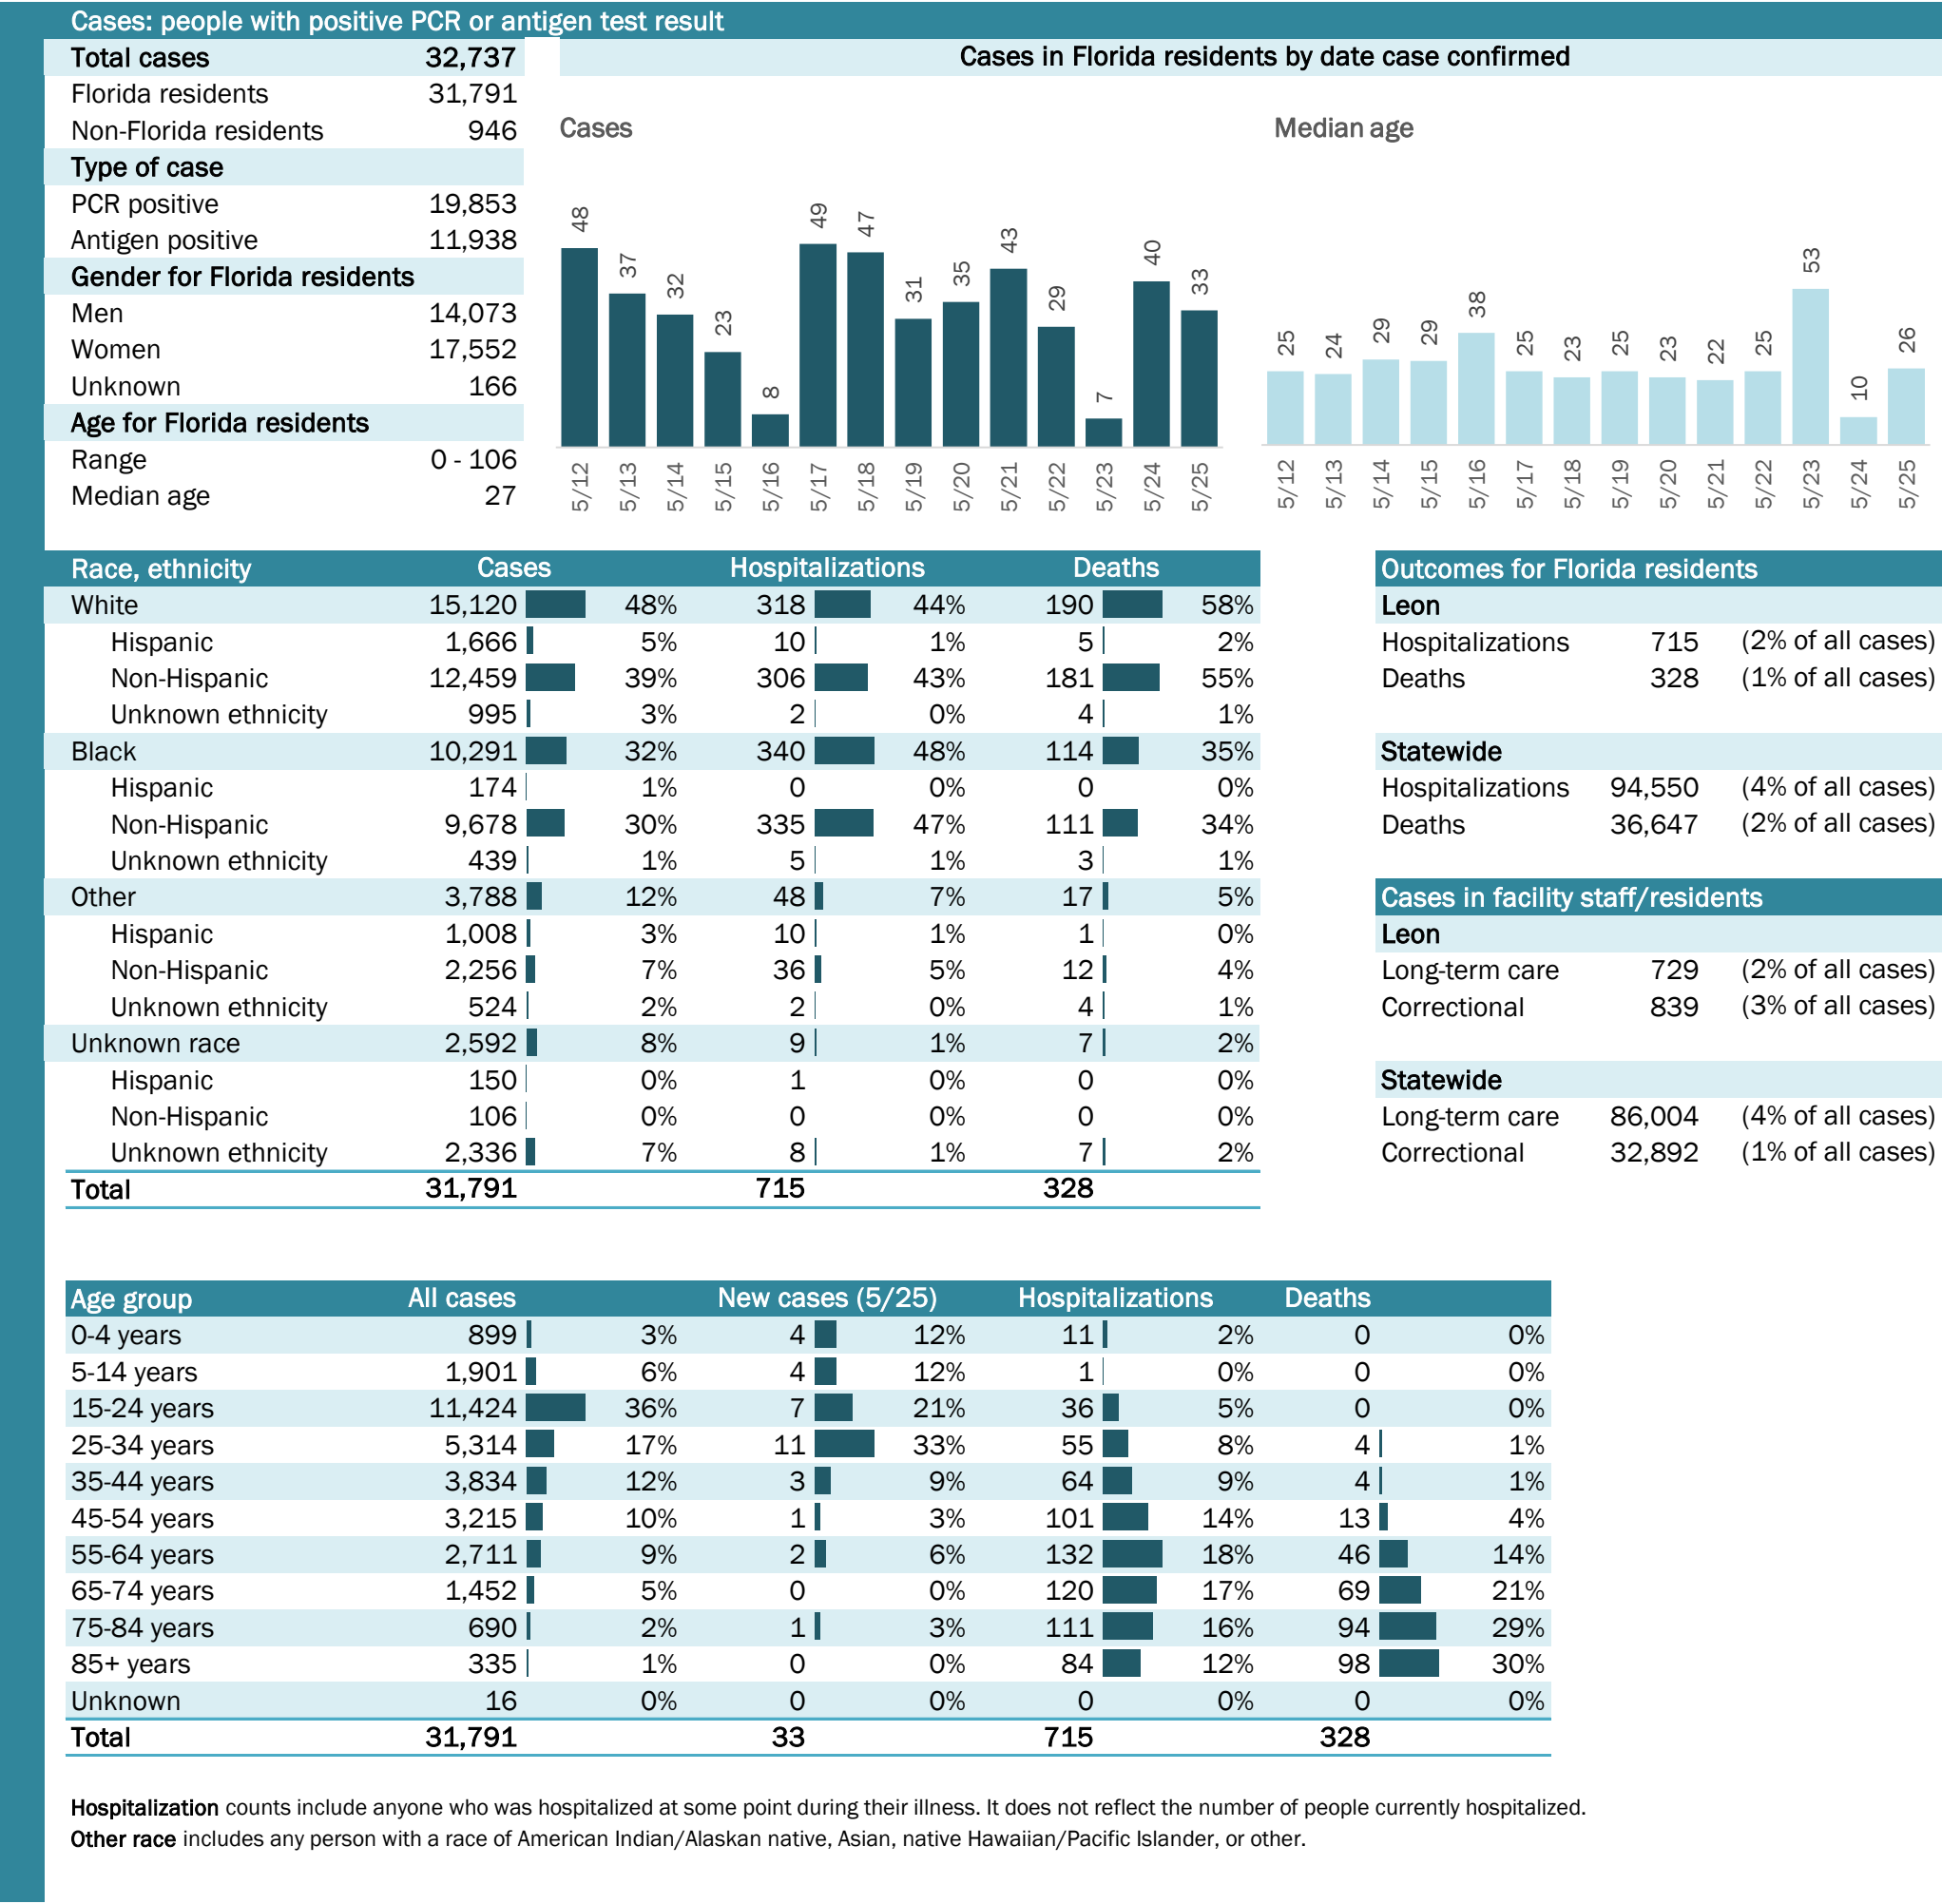 Cases: people with positive PCR or antigen test result
Total cases 32,737
Florida residents 31,791
Non-Florida residents 946
Type of case
PCR positive 19,853
Antigen positive 11,938
Gender for Florida residents
Men 14,073
Women 17,552
Unknown 166
Age for Florida residents
Range 0 - 106
Median age 27
Cases in Florida residents by date case confirmed
Cases
48 37 32 23 8 49 47 31 35 43 29 7 40 33
5/12 5/13 5/14 5/15 5/16 5/17 5/18 5/19 5/20 5/21 5/22 5/23 5/24 5/25
Median age
25 24 29 29 38 25 23 25 23 22 25 53 10 26
5/12 5/13 5/14 5/15 5/16 5/17 5/18 5/19 5/20 5/21 5/22 5/23 5/24 5/25
Race, ethnicity Cases Hospitalizations Deaths
White 15,120 48% 318 44% 190 58%
Hispanic 1,666 5% 10 1% 5 2%
Non-Hispanic 12,459 39% 306 43% 181 55%
Unknown ethnicity 995 3% 2 0% 4 1%
Black 10,291 32% 340 48% 114 35%
Hispanic 174 1% 0 0% 0 0%
Non-Hispanic 9,678 30% 335 47% 111 34%
Unknown ethnicity 439 1% 5 1% 3 1%
Other 3,788 12% 48 7% 17 5%
Hispanic 1,008 3% 10 1% 1 0%
Non-Hispanic 2,256 7% 36 5% 12 4%
Unknown ethnicity 524 2% 2 0% 4 1%
Unknown race 2,592 8% 9 1% 7 2%
Hispanic 150 0% 1 0% 0 0%
Non-Hispanic 106 0% 0 0% 0 0%
Unknown ethnicity 2,336 7% 8 1% 7 2%
Total 31,791 715 328
Outcomes for Florida residents
Leon
Hospitalizations 715 (2% of all cases)
Deaths 328 (1% of all cases)
Statewide
Hospitalizations 94,550 (4% of all cases)
Deaths 36,647 (2% of all cases)
Cases in facility staff/residents
Leon
Long-term care 729 (2% of all cases)
Correctional 839 (3% of all cases)
Statewide
Long-term care 86,004 (4% of all cases)
Correctional 32,892 (1% of all cases)
Age group All cases New cases (5/25) Hospitalizations Deaths
0-4 years 899 3% 4 12% 11 2% 0 0%
5-14 years 1,901 6% 4 12% 1 0% 0 0%
15-24 years 11,424 36% 7 21% 36 5% 0 0%
25-34 years 5,314 17% 11 33% 55 8% 4 1%
35-44 years 3,834 12% 3 9% 64 9% 4 1%
45-54 years 3,215 10% 1 3% 101 14% 13 4%
55-64 years 2,711 9% 2 6% 132 18% 46 14%
65-74 years 1,452 5% 0 0% 120 17% 69 21%
75-84 years 690 2% 1 3% 111 16% 94 29%
85+ years 335 1% 0 0% 84 12% 98 30%
Unknown 16 0% 0 0% 0 0% 0 0%
Total 31,791 33 715 328
Hospitalization counts include anyone who was hospitalized at some point during their illness. It does not reflect the number of people currently hospitalized.
Other race includes any person with a race of American Indian/Alaskan native, Asian, native Hawaiian/Pacific Islander, or other.